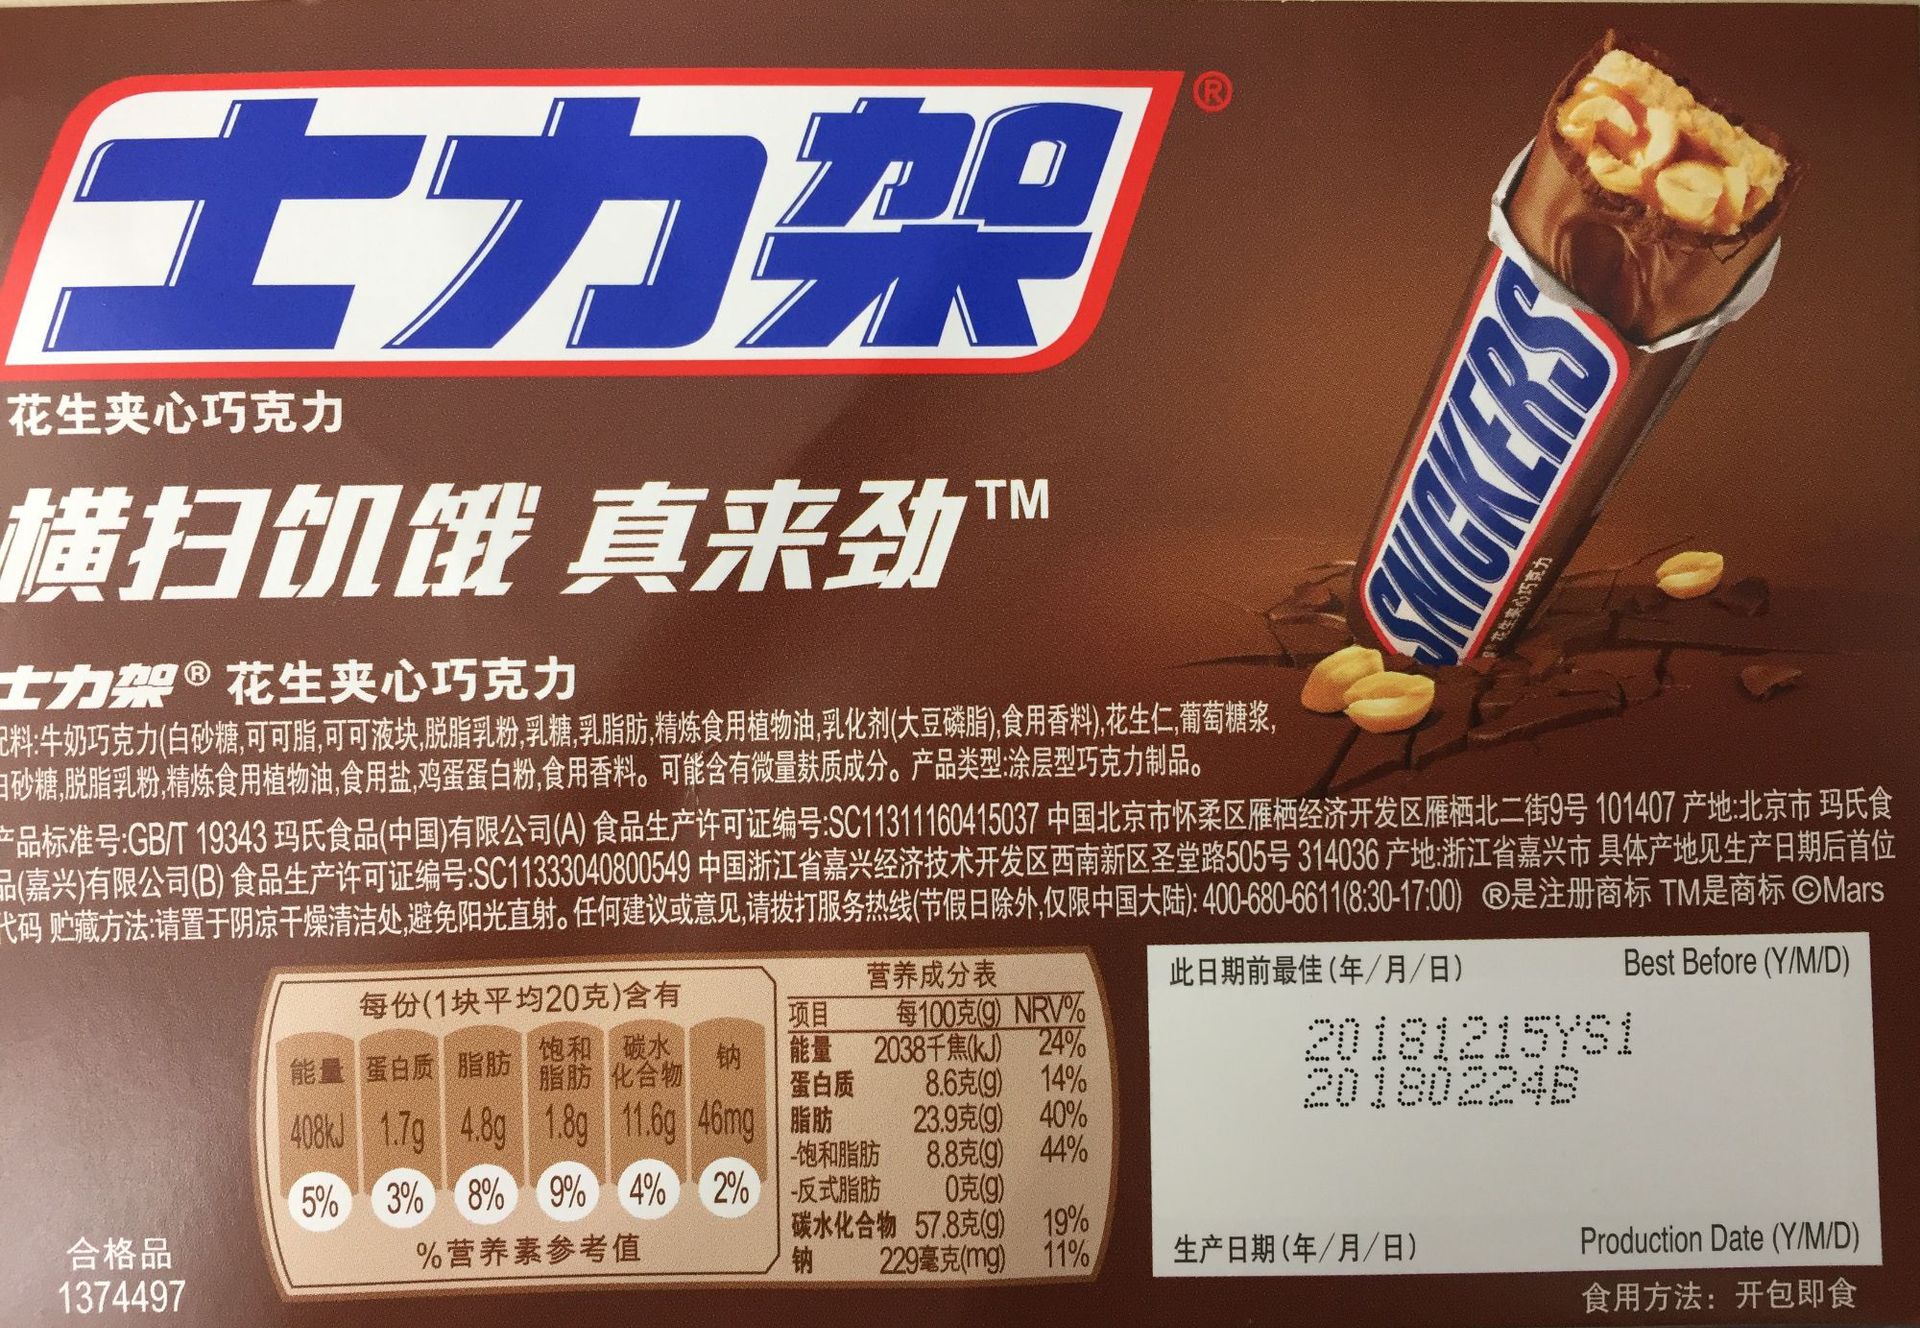 士力架®
花生夹心巧克力
横扫饥饿 真来劲™
SNICKERS
花生夹心巧克力
士力架® 花生夹心巧克力
配料:牛奶巧克力(白砂糖,可可脂,可可液块,脱脂乳粉,乳糖,乳脂肪,精炼食用植物油,乳化剂(大豆磷脂),食用香料),花生仁,葡萄糖浆,
白砂糖,脱脂乳粉,精炼食用植物油,食用盐,鸡蛋蛋白粉,食用香料。可能含有微量麸质成分。产品类型:涂层型巧克力制品。
产品标准号:GB/T 19343 玛氏食品(中国)有限公司(A) 食品生产许可证编号:SC11311160415037 中国北京市怀柔区雁栖经济开发区雁栖北二街9号 101407 产地:北京市 玛氏食
品(嘉兴)有限公司(B) 食品生产许可证编号:SC11333040800549 中国浙江省嘉兴经济技术开发区西南新区圣堂路505号 314036 产地:浙江省嘉兴市 具体产地见生产日期后首位
代码 贮藏方法:请置于阴凉干燥清洁处,避免阳光直射。任何建议或意见,请拨打服务热线(节假日除外,仅限中国大陆): 400-680-6611(8:30-17:00) ®是注册商标 TM是商标 ©Mars
每份(1块平均20克)含有
能量 蛋白质 脂肪 饱和脂肪 碳水化合物 钠
408kJ 1.7g 4.8g 1.8g 11.6g 46mg
5% 3% 8% 9% 4% 2%
%营养素参考值
营养成分表
项目 每100克(g) NRV%
能量 2038千焦(kJ) 24%
蛋白质 8.6克(g) 14%
脂肪 23.9克(g) 40%
-饱和脂肪 8.8克(g) 44%
-反式脂肪 0克(g)
碳水化合物 57.8克(g) 19%
钠 229毫克(mg) 11%
此日期前最佳(年/月/日) Best Before (Y/M/D)
20181215YS1
20180224B
生产日期(年/月/日) Production Date (Y/M/D)
食用方法：开包即食
合格品
1374497